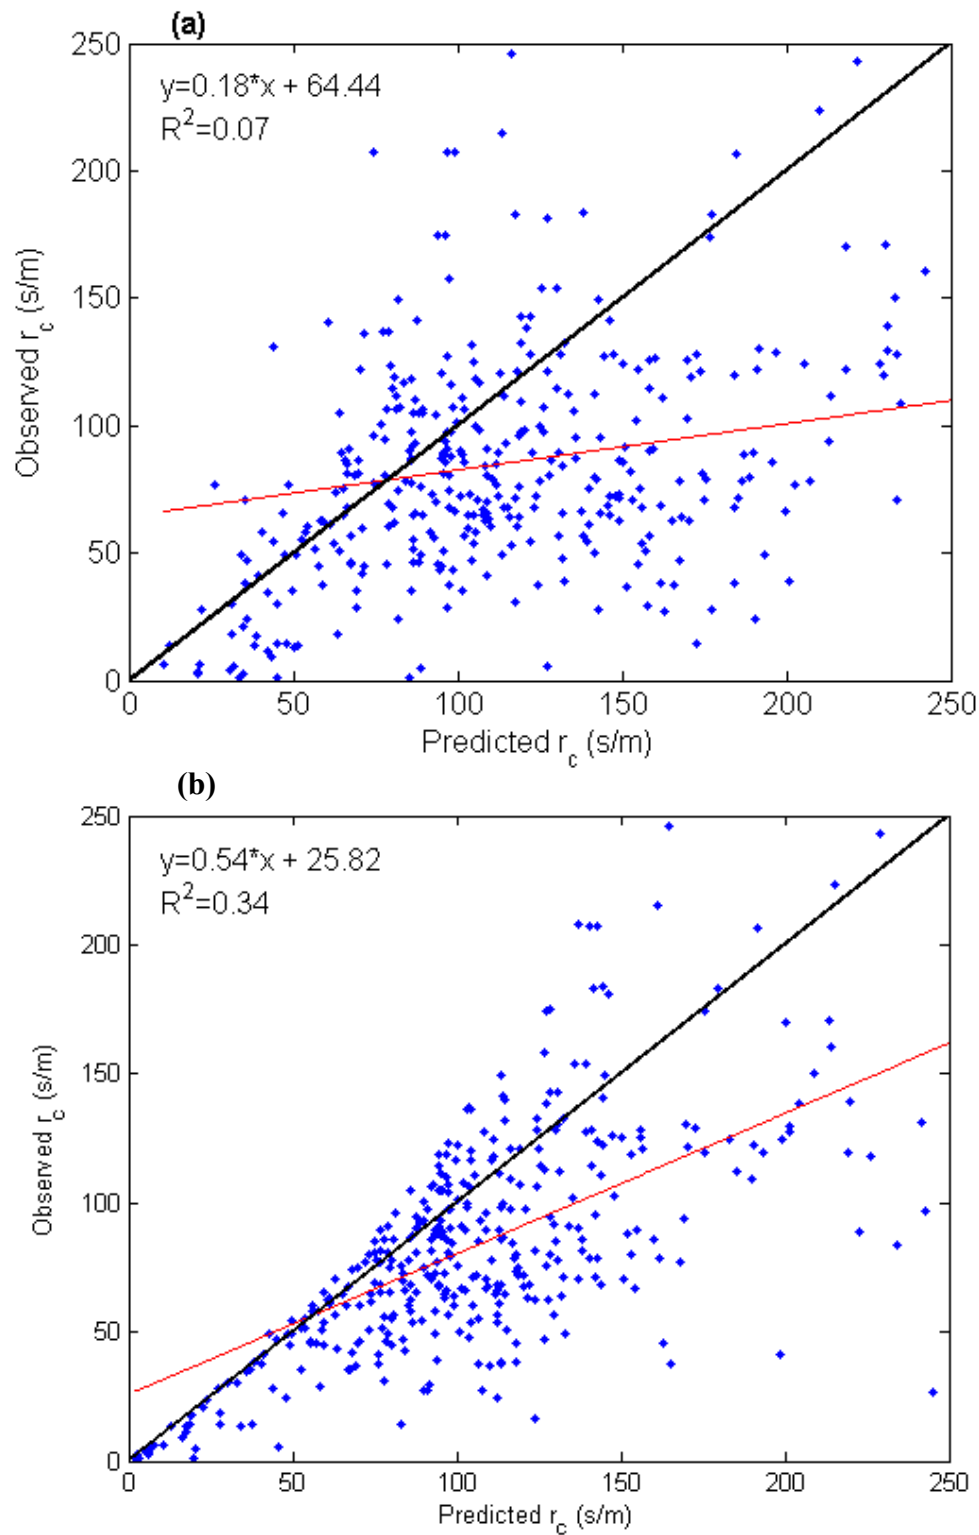 (a)
y=0.18*x + 64.44
R²=0.07
250
200
150
100
50
0
Observed r_c (s/m)
0 50 100 150 200 250
Predicted r_c (s/m)
(b)
y=0.54*x + 25.82
R²=0.34
250
200
150
100
50
0
Observed r_c (s/m)
0 50 100 150 200 250
Predicted r_c (s/m)